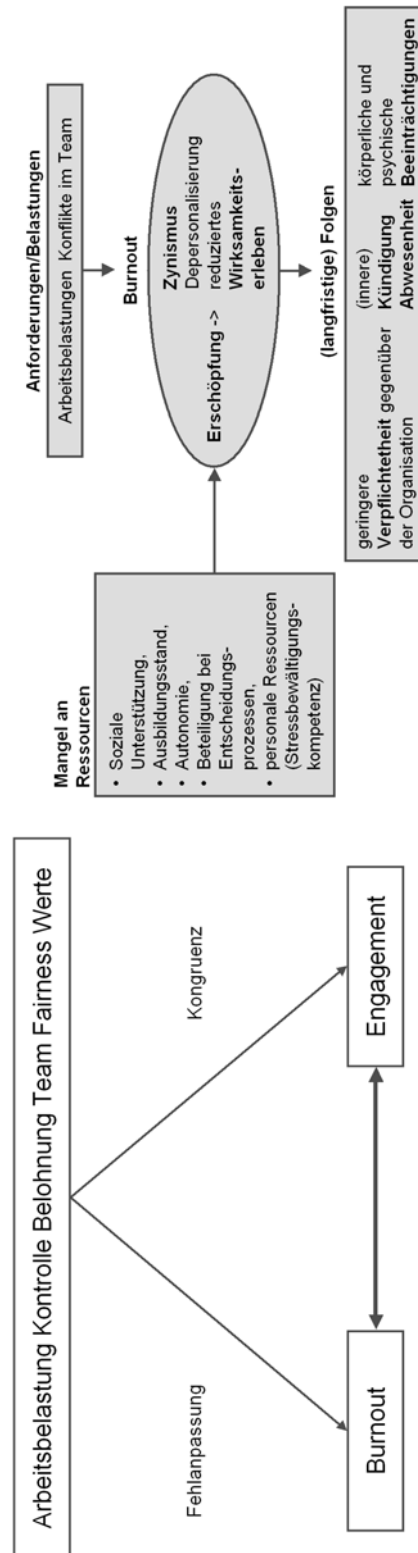 Arbeitsbelastung Kontrolle Belohnung Team Fairness Werte
Fehlanpassung
Kongruenz
Burnout
Engagement
Mangel an
Ressourcen
• Soziale
Unterstützung,
• Ausbildungsstand,
• Autonomie,
• Beteiligung bei
Entscheidungs-
prozessen,
• personale Ressourcen
(Stressbewältigungs-
kompetenz)
Anforderungen/Belastungen
Arbeitsbelastungen Konflikte im Team
Burnout
Erschöpfung ->
Zynismus
Depersonalisierung
reduziertes
Wirksamkeits-
erleben
(langfristige) Folgen
geringere
Verpflichtetheit gegenüber
der Organisation
(innere)
Kündigung
Abwesenheit
körperliche und
psychische
Beeinträchtigungen